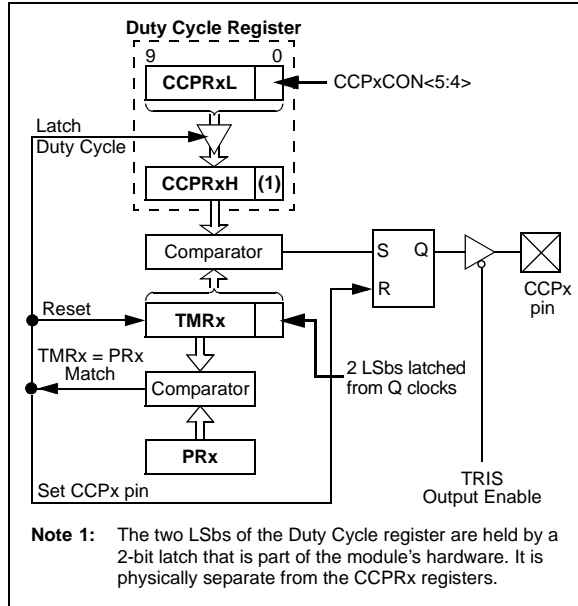 Duty Cycle Register
9 0
CCPRxL
CCPxCON<5:4>
Latch
Duty Cycle
CCPRxH (1)
Comparator
S Q
R
CCPx
pin
Reset
TMRx
TMRx = PRx
Match
2 LSbs latched
from Q clocks
Comparator
PRx
Set CCPx pin
TRIS
Output Enable
Note 1: The two LSbs of the Duty Cycle register are held by a
2-bit latch that is part of the module's hardware. It is
physically separate from the CCPRx registers.